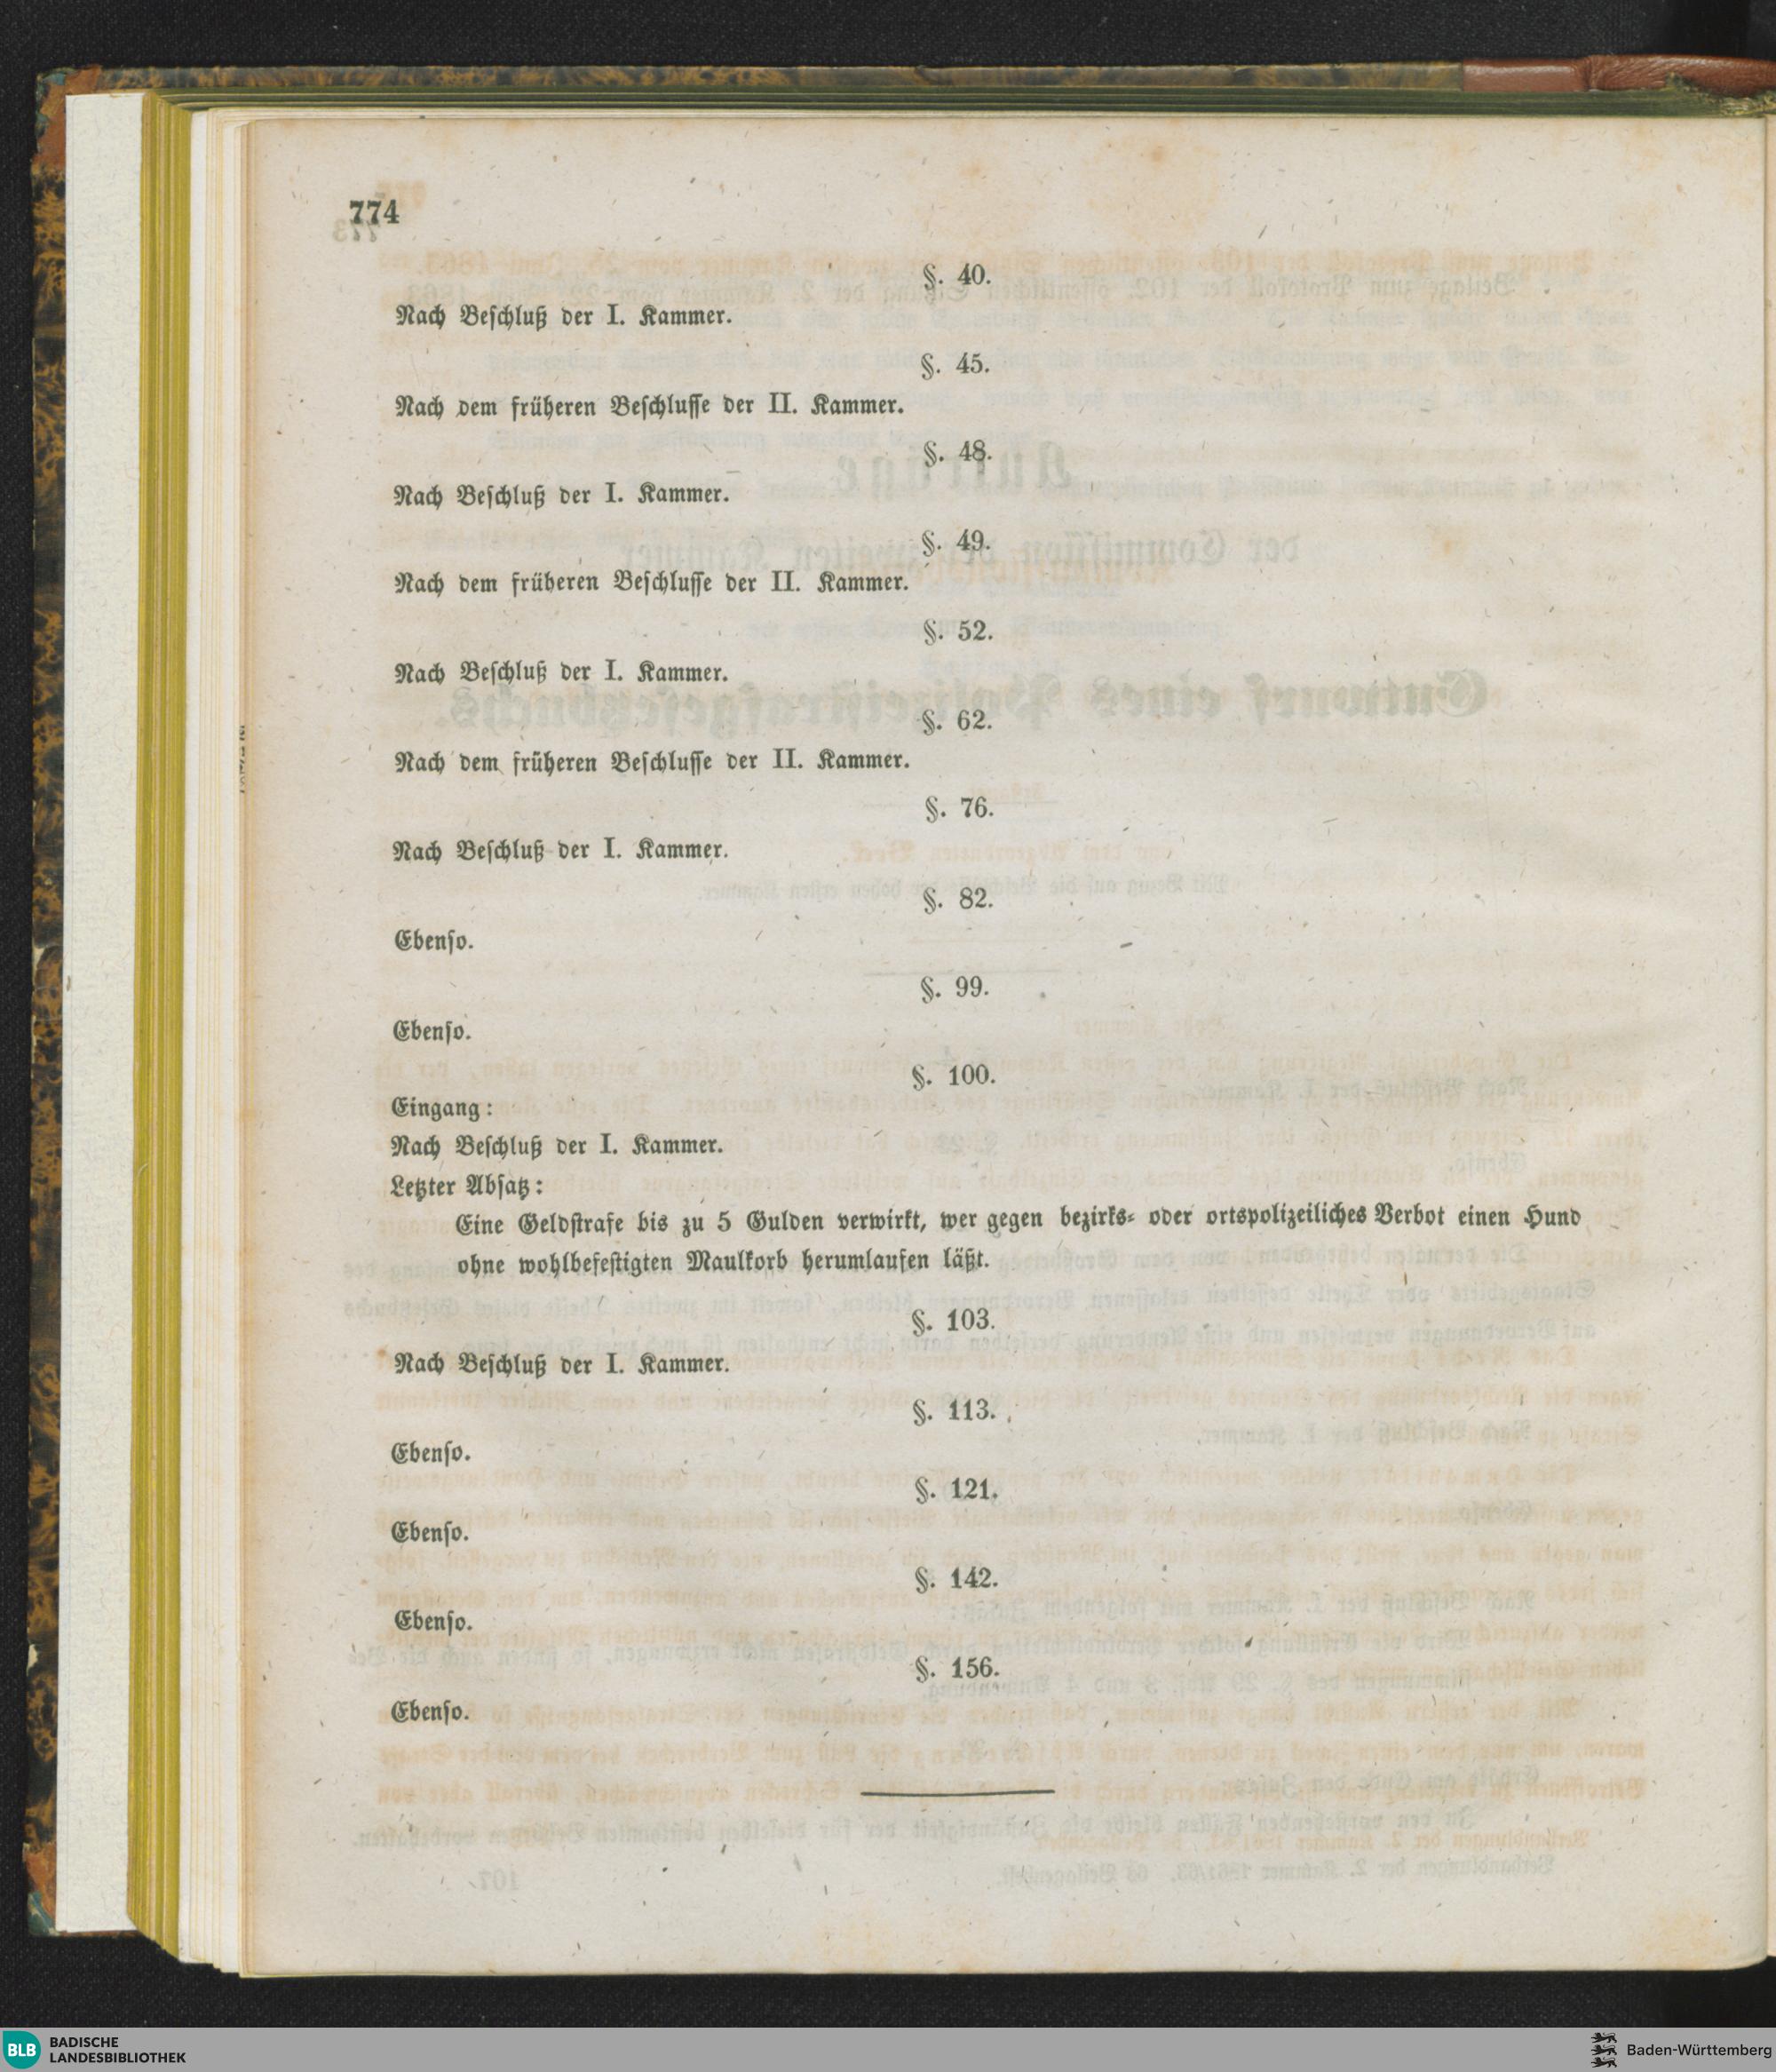 774
§. 40.
Nach Beschluß der I. Kammer.
§. 45.
Nach dem früheren Beschlusse der II. Kammer.
§. 48.
Nach Beschluß der I. Kammer.
§. 49.
Nach dem früheren Beschlusse der II. Kammer.
§. 52.
Nach Beschluß der I. Kammer.
§. 62.
Nach dem früheren Beschlusse der II. Kammer.
§. 76.
Nach Beschluß der I. Kammer.
§. 82.
Ebenso.
§. 99.
Ebenso.
§. 100.
Eingang:
Nach Beschluß der I. Kammer.
Letzter Absatz:
Eine Geldstrafe bis zu 5 Gulden verwirkt, wer gegen bezirks- oder ortspolizeiliches Verbot einen Hund
ohne wohlbefestigten Maulkorb herumlaufen läßt.
§. 103.
Nach Beschluß der I. Kammer.
§. 113.
Ebenso.
§. 121.
Ebenso.
§. 142.
Ebenso.
§. 156.
Ebenso.
BLB
BADISCHE
LANDESBIBLIOTHEK
Baden-Württemberg